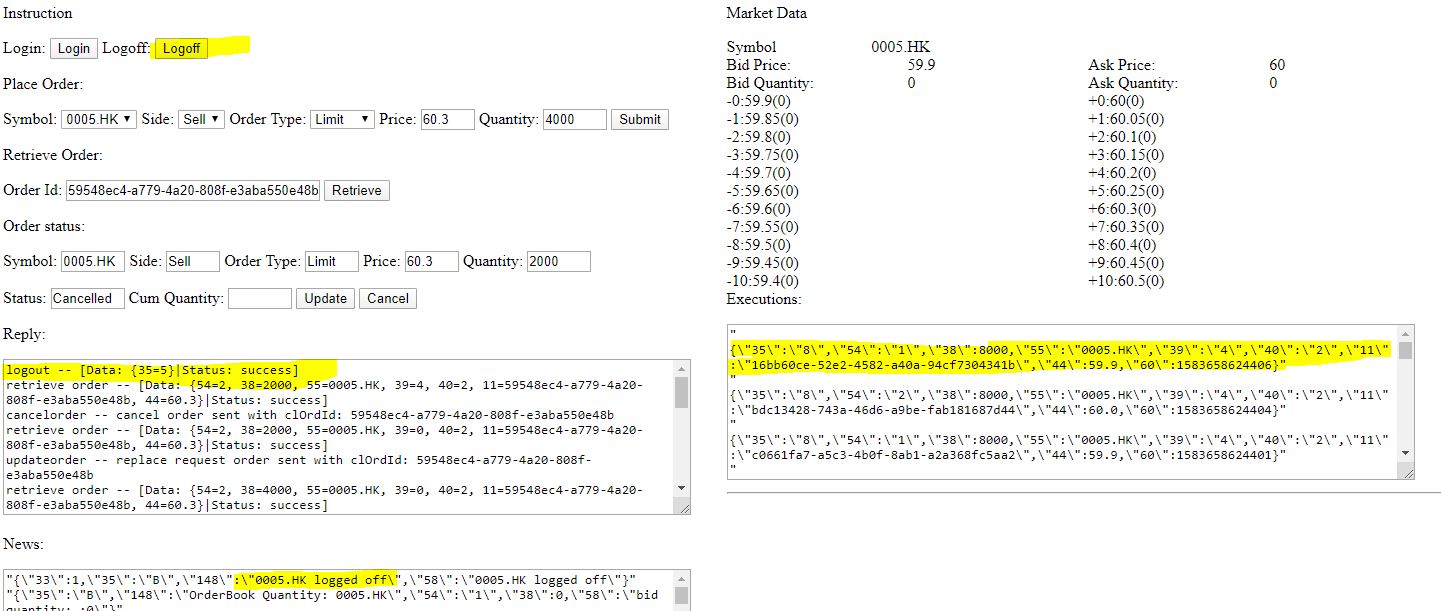 Instruction
Login: Login Logoff: Logoff
Place Order:
Symbol: 0005.HK Side: Sell Order Type: Limit Price: 60.3 Quantity: 4000 Submit
Retrieve Order:
Order Id: 59548ec4-a779-4a20-808f-e3aba550e48b Retrieve
Order status:
Symbol: 0005.HK Side: Sell Order Type: Limit Price: 60.3 Quantity: 2000
Status: Cancelled Cum Quantity: Update Cancel
Reply:
logout -- [Data: {35=5}|Status: success]
retrieve order -- [Data: {54=2, 38=2000, 55=0005.HK, 39=4, 40=2, 11=59548ec4-a779-4a20-
808f-e3aba550e48b, 44=60.3}|Status: success]
cancelorder -- cancel order sent with clOrdId: 59548ec4-a779-4a20-808f-e3aba550e48b
retrieve order -- [Data: {54=2, 38=2000, 55=0005.HK, 39=0, 40=2, 11=59548ec4-a779-4a20-
808f-e3aba550e48b, 44=60.3}|Status: success]
updateorder -- replace request order sent with clOrdId: 59548ec4-a779-4a20-808f-
e3aba550e48b
retrieve order -- [Data: {54=2, 38=4000, 55=0005.HK, 39=0, 40=2, 11=59548ec4-a779-4a20-
808f-e3aba550e48b, 44=60.3}|Status: success]
News:
"{\"33\":1,\"35\":\"B\",\"148\":\"0005.HK logged off\",\"58\":\"0005.HK logged off\"}"
"{\"35\":\"B\",\"148\":\"OrderBook Quantity: 0005.HK\",\"54\":\"1\",\"38\":0,\"58\":\"bid
quantity: :0\"}"
Market Data
Symbol 0005.HK
Bid Price: 59.9 Ask Price: 60
Bid Quantity: 0 Ask Quantity: 0
-0:59.9(0) +0:60(0)
-1:59.85(0) +1:60.05(0)
-2:59.8(0) +2:60.1(0)
-3:59.75(0) +3:60.15(0)
-4:59.7(0) +4:60.2(0)
-5:59.65(0) +5:60.25(0)
-6:59.6(0) +6:60.3(0)
-7:59.55(0) +7:60.35(0)
-8:59.5(0) +8:60.4(0)
-9:59.45(0) +9:60.45(0)
-10:59.4(0) +10:60.5(0)
Executions:
"
{\"35\":\"8\",\"54\":\"1\",\"38\":8000,\"55\":\"0005.HK\",\"39\":\"4\",\"40\":\"2\",\"11\"
:\"16bb60ce-52e2-4582-a40a-94cf7304341b\",\"44\":59.9,\"60\":1583658624406}"
"
{\"35\":\"8\",\"54\":\"1\",\"38\":8000,\"55\":\"0005.HK\",\"39\":\"4\",\"40\":\"2\",\"11\"
:\"bdc13428-743a-46d6-a9be-fab181687d44\",\"44\":60.0,\"60\":1583658624404}"
"
{\"35\":\"8\",\"54\":\"1\",\"38\":8000,\"55\":\"0005.HK\",\"39\":\"4\",\"40\":\"2\",\"11\"
:\"c0661fa7-a5c3-4b0f-8ab1-a2a368fc5aa2\",\"44\":59.9,\"60\":1583658624401}"
"